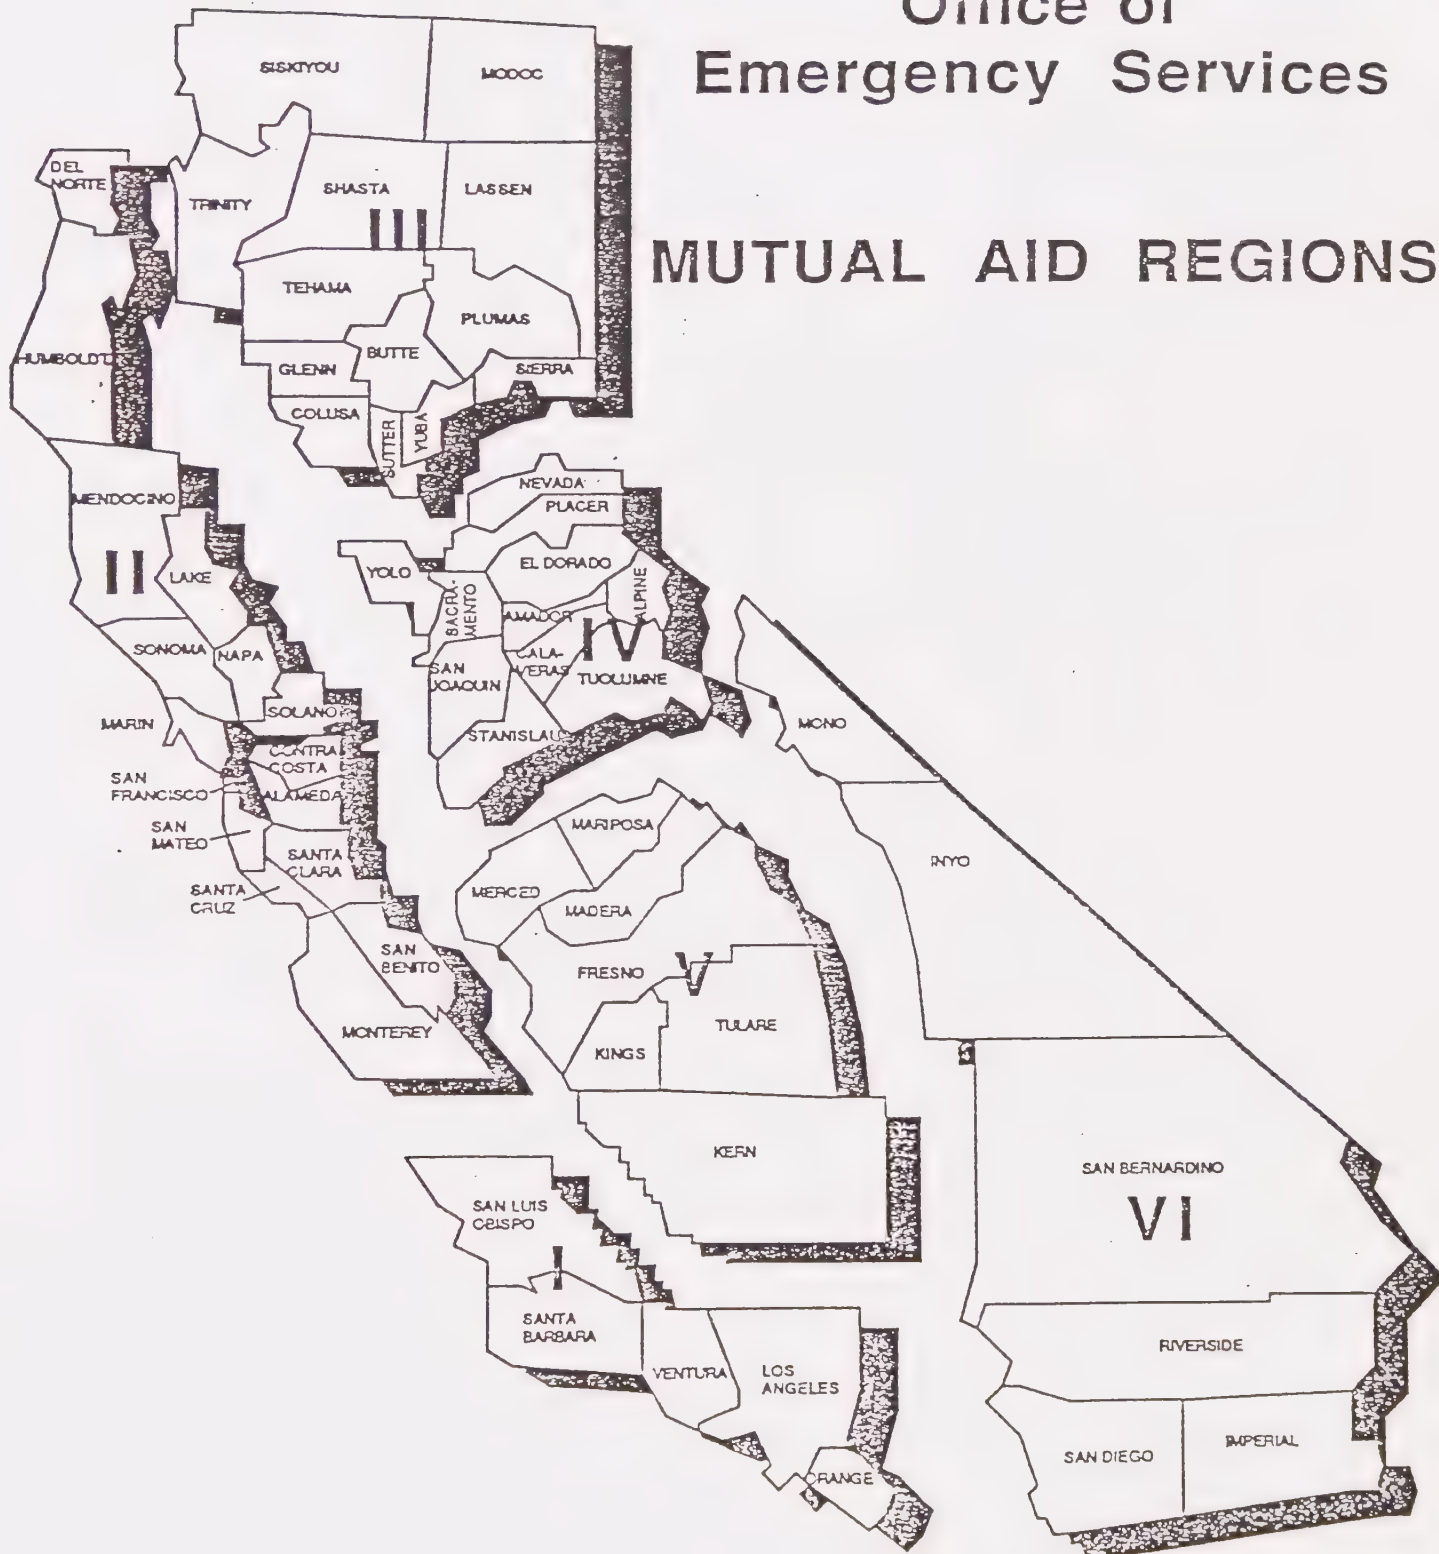 Office of
Emergency Services
MUTUAL AID REGIONS
SISKIYOU
MODOC
DEL
NORTE
TRINITY
SHASTA
LASSEN
III
TEHAMA
PLUMAS
HUMBOLDT
BUTTE
GLENN
SIERRA
COLUSA
SUTTER
YUBA
MENDOCINO
II
LAKE
SONOMA
NAPA
SOLANO
MARIN
CONTRA
COSTA
SAN
FRANCISCO
ALAMEDA
SAN
MATEO
SANTA
CLARA
SANTA
CRUZ
SAN
BENITO
MONTEREY
NEVADA
PLACER
YOLO
EL DORADO
SACRA-
MENTO
ALPINE
AMADOR
IV
CALA-
VERAS
SAN
JOAQUIN
TUOLUMNE
STANISLAU
MONO
INYO
MARIPOSA
MERCED
MADERA
FRESNO
V
TULARE
KINGS
KERN
SAN LUIS
OBISPO
I
SANTA
BARBARA
VENTURA
LOS
ANGELES
ORANGE
SAN BERNARDINO
VI
RIVERSIDE
SAN DIEGO
IMPERIAL